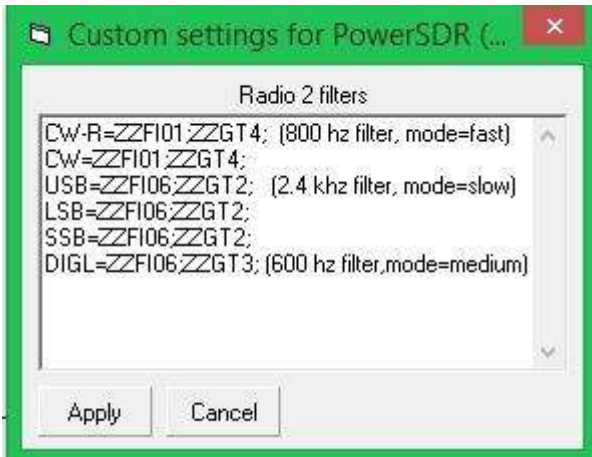 Custom settings for PowerSDR (...
Radio 2 filters
CW-R=ZZFI01;ZZGT4; (800 hz filter, mode=fast)
CW=ZZFI01;ZZGT4;
USB=ZZFI06;ZZGT2; (2.4 khz filter, mode=slow)
LSB=ZZFI06;ZZGT2;
SSB=ZZFI06;ZZGT2;
DIGL=ZZFI06;ZZGT3; (600 hz filter,mode=medium)
Apply Cancel